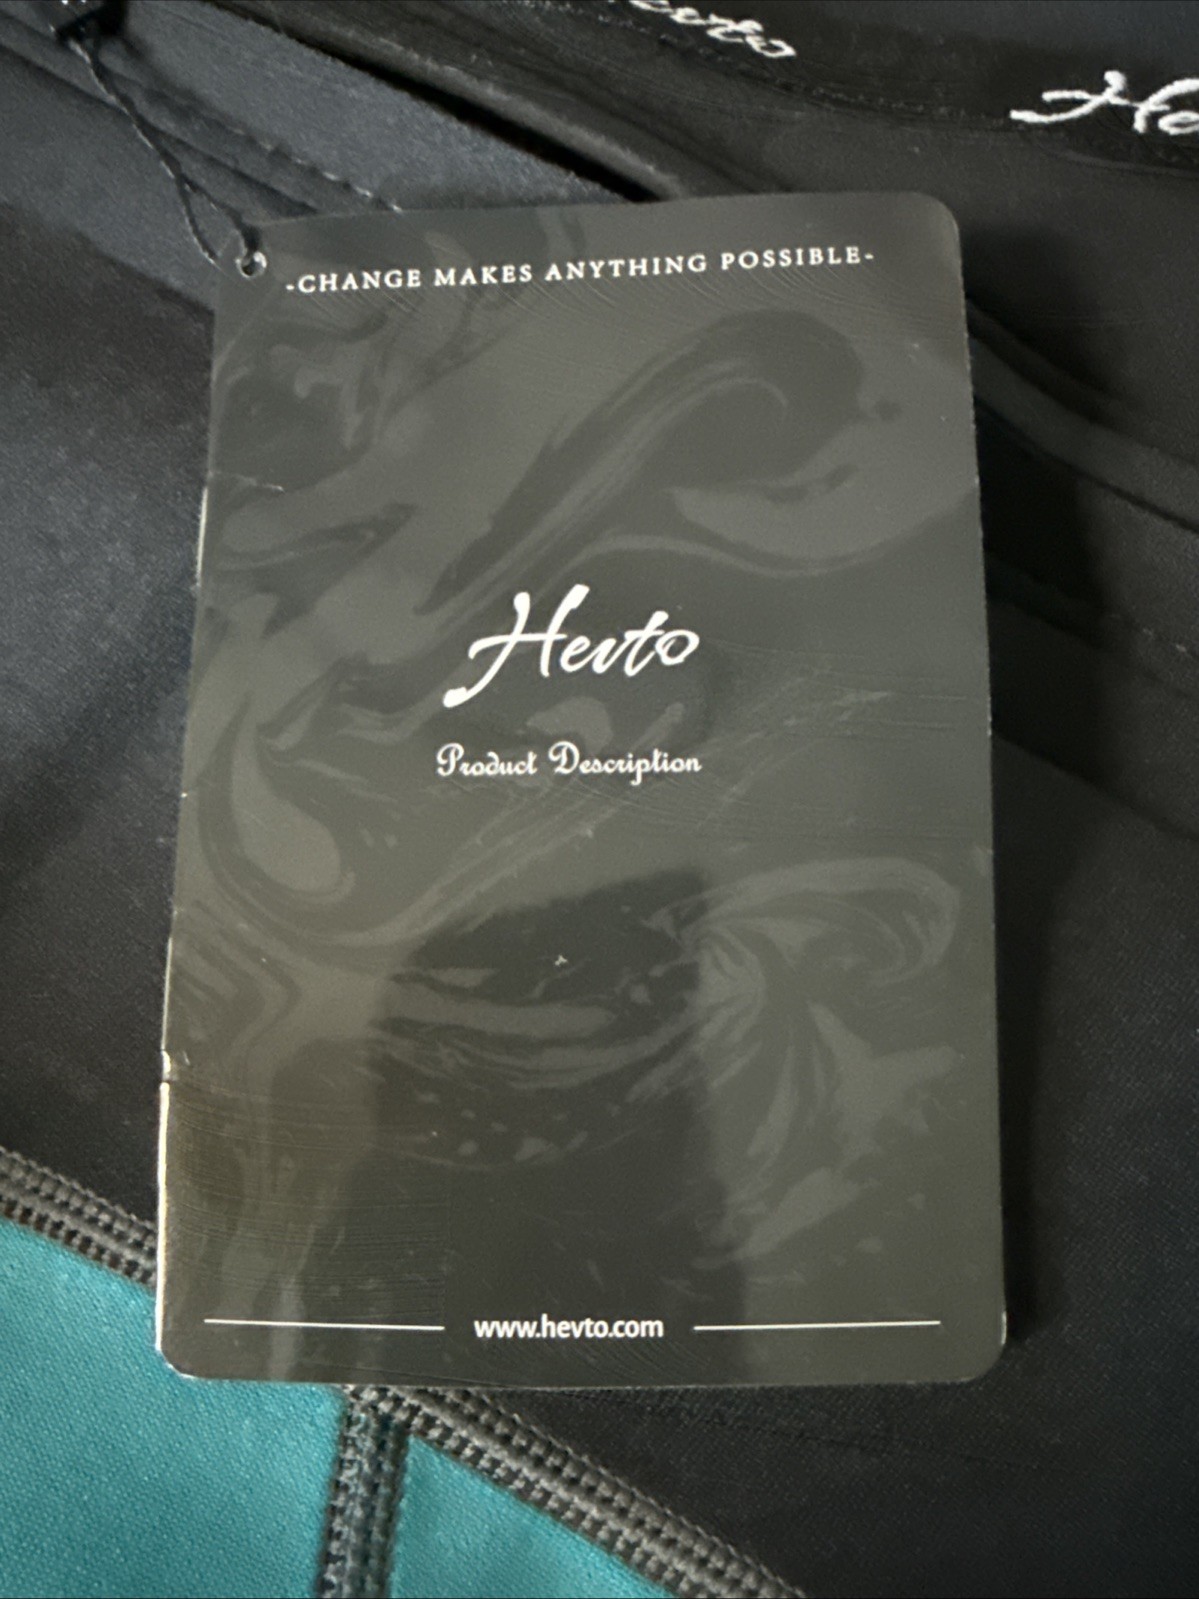 -CHANGE MAKES ANYTHING POSSIBLE-
Hevto
Product Description
www.hevto.com